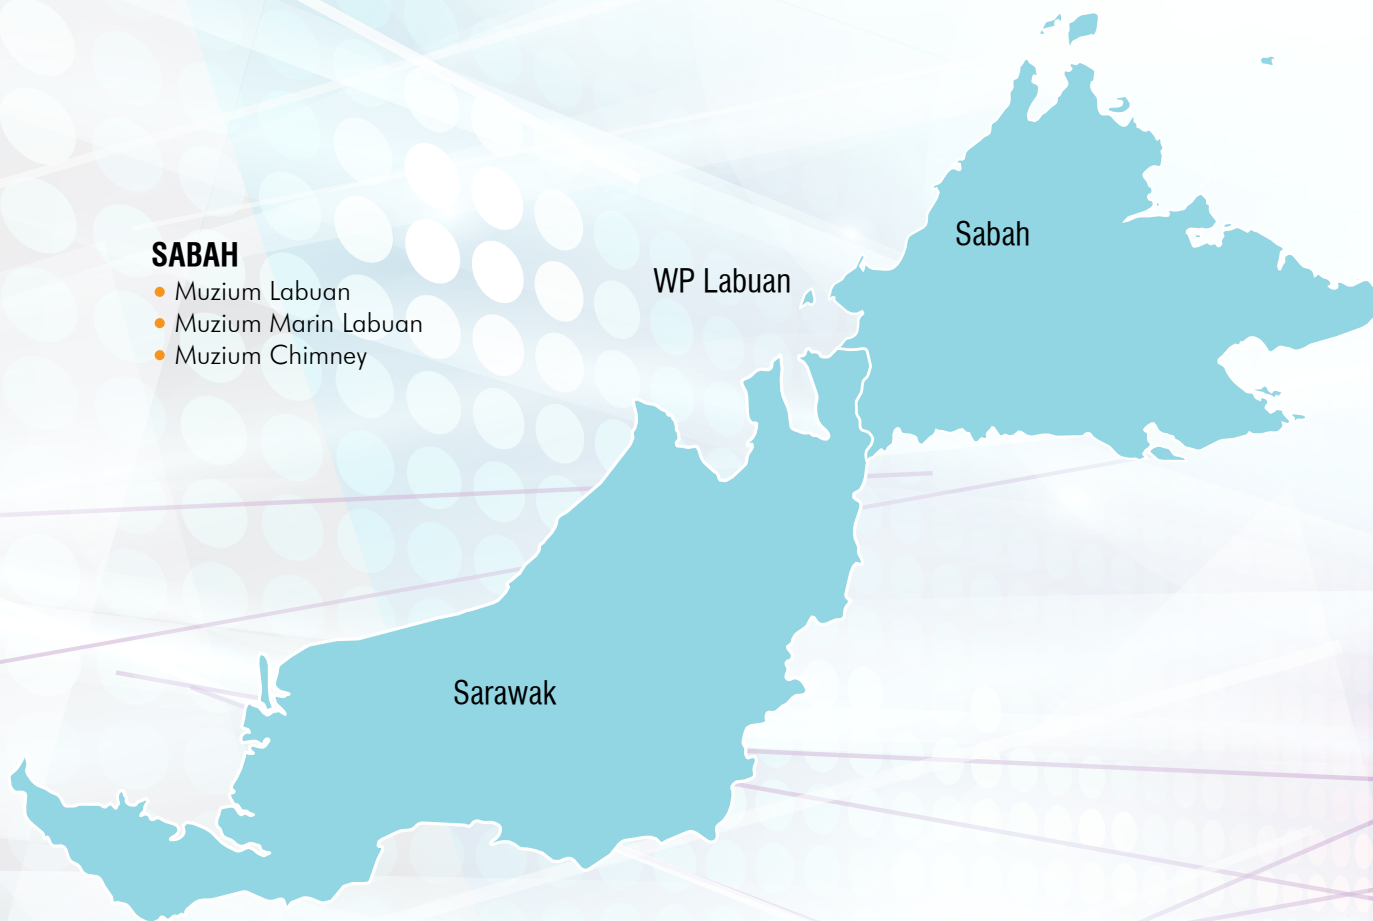 SABAH
• Muzium Labuan
• Muzium Marin Labuan
• Muzium Chimney
WP Labuan
Sabah
Sarawak